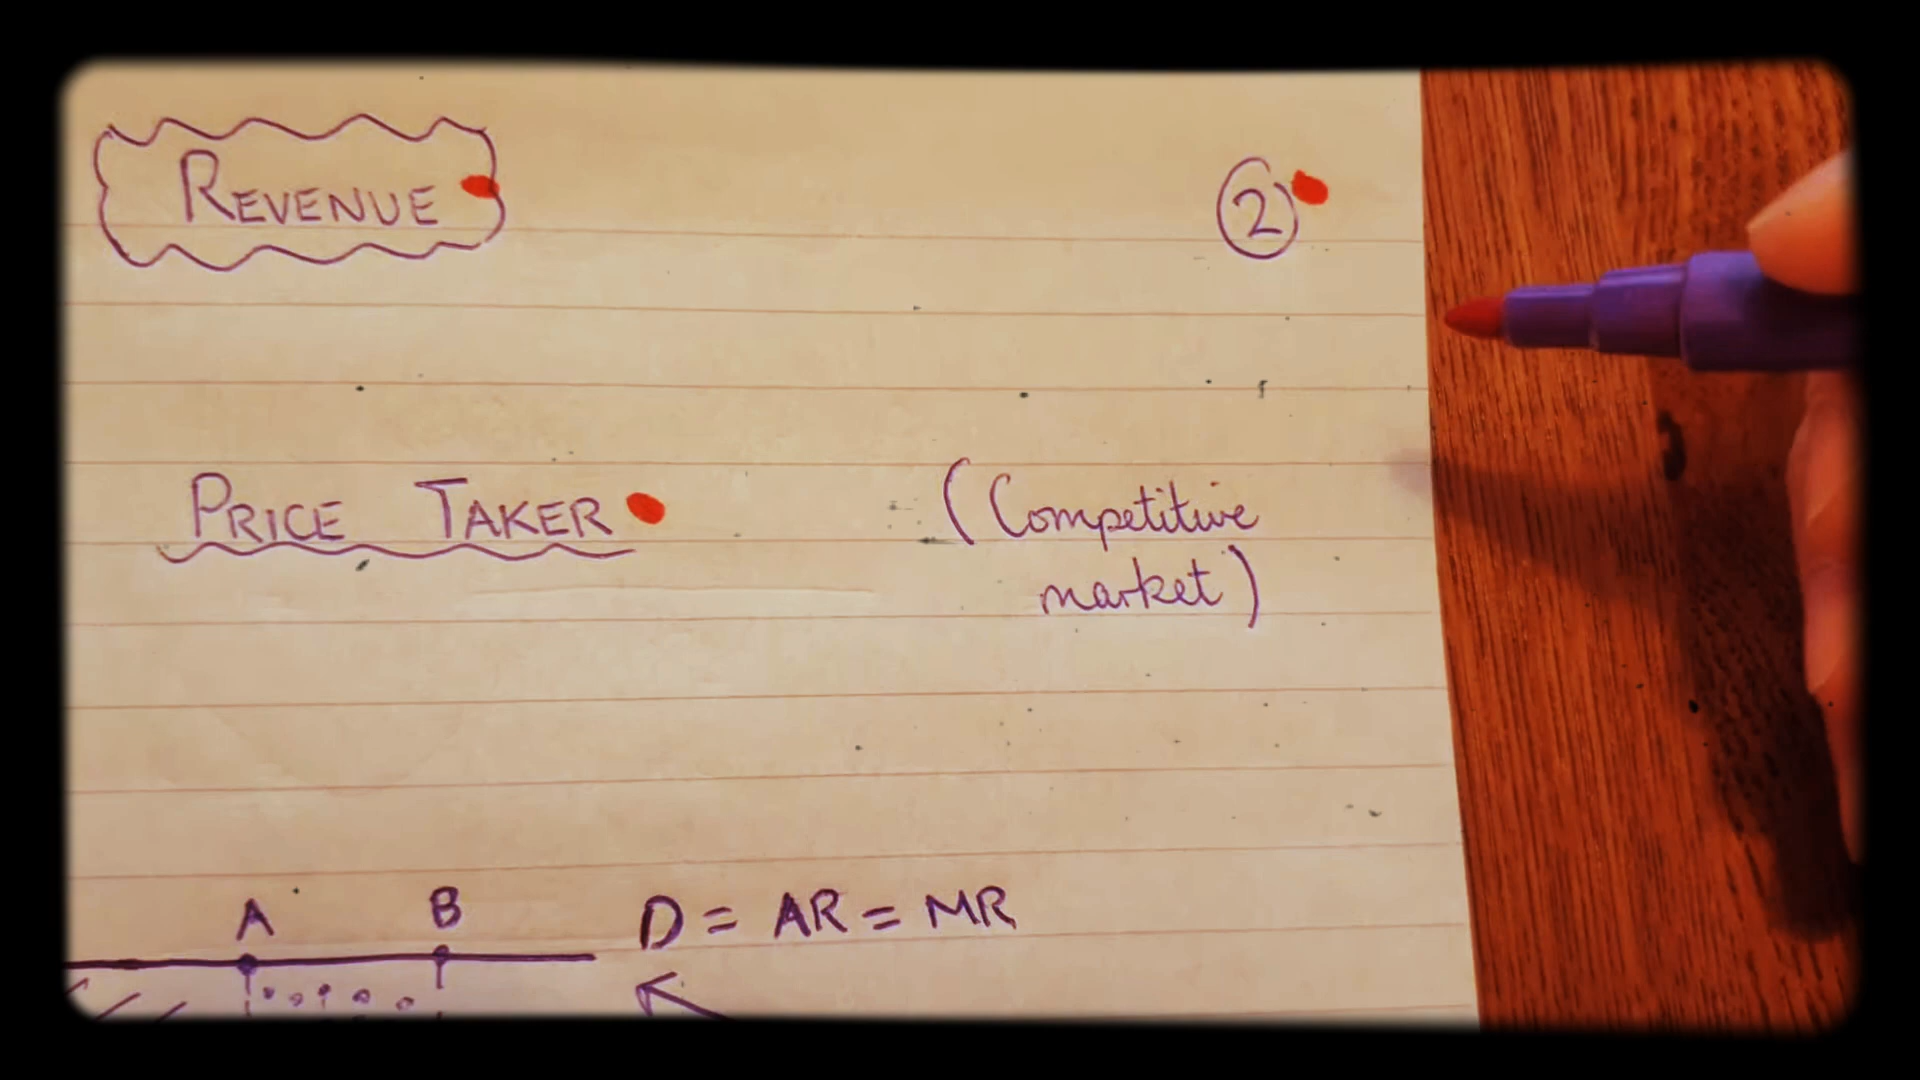 REVENUE
2
PRICE TAKER
(Competitive
market)
A B
D = AR = MR